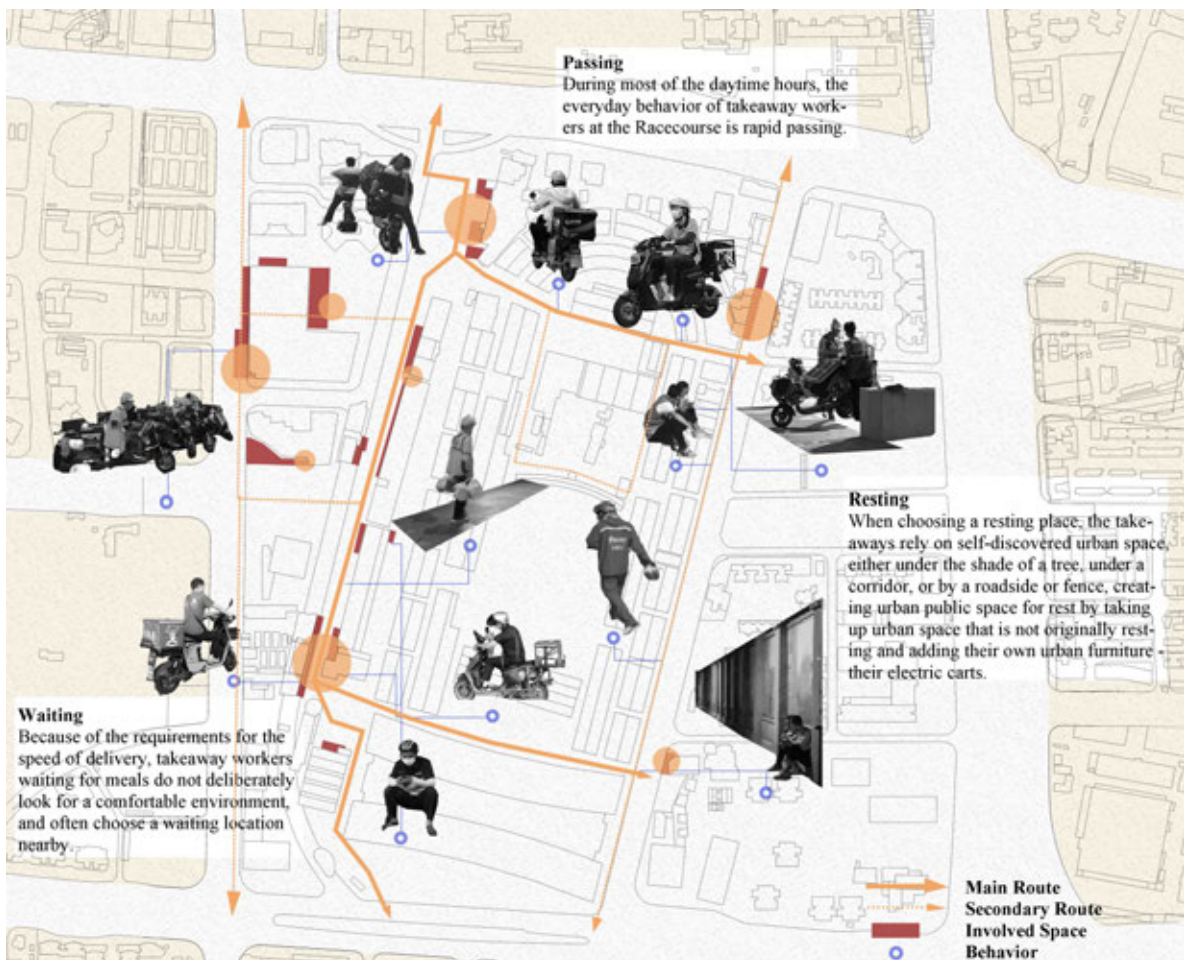 Passing
During most of the daytime hours, the
everyday behavior of takeaway work-
ers at the Racecourse is rapid passing.
Resting
When choosing a resting place, the take-
aways rely on self-discovered urban space,
either under the shade of a tree, under a
corridor, or by a roadside or fence, creat-
ing urban public space for rest by taking
up urban space that is not originally rest-
ing and adding their own urban furniture -
their electric carts.
Waiting
Because of the requirements for the
speed of delivery, takeaway workers
waiting for meals do not deliberately
look for a comfortable environment,
and often choose a waiting location
nearby.
Main Route
Secondary Route
Involved Space
Behavior